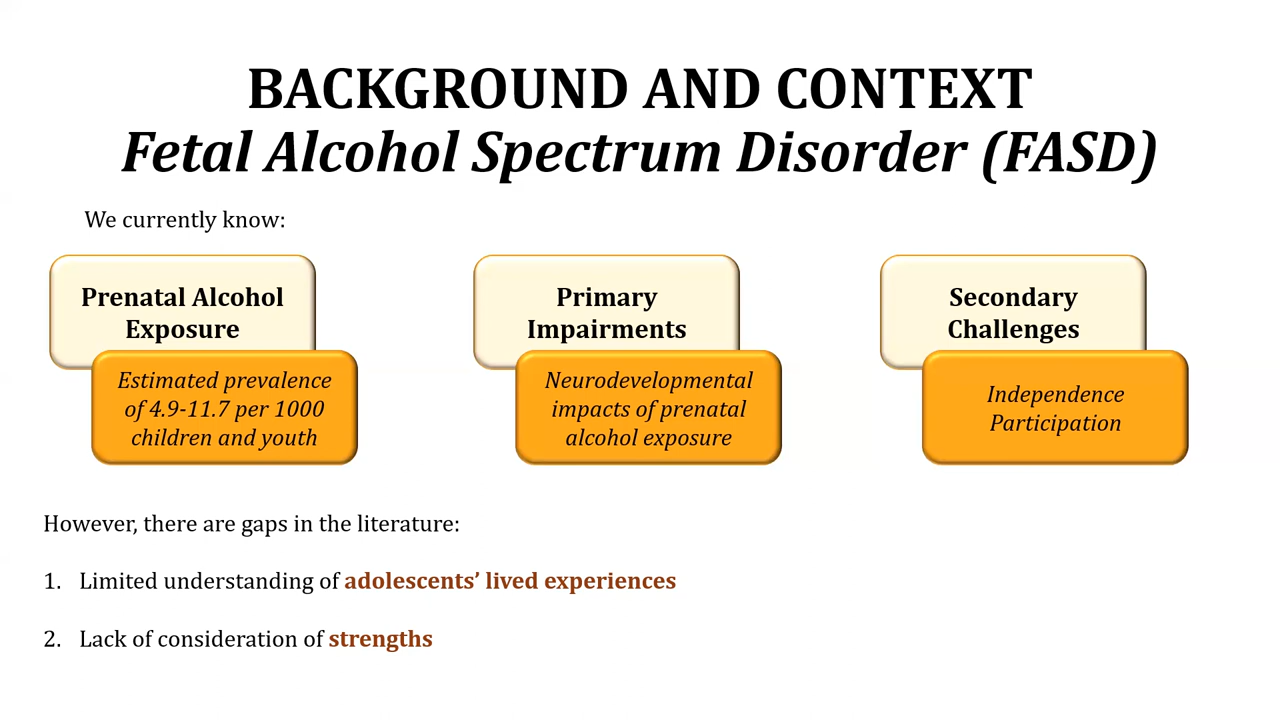 BACKGROUND AND CONTEXT
Fetal Alcohol Spectrum Disorder (FASD)
We currently know:
Prenatal Alcohol
Exposure
Estimated prevalence
of 4.9-11.7 per 1000
children and youth
Primary
Impairments
Neurodevelopmental
impacts of prenatal
alcohol exposure
Secondary
Challenges
Independence
Participation
However, there are gaps in the literature:
1. Limited understanding of adolescents’ lived experiences
2. Lack of consideration of strengths